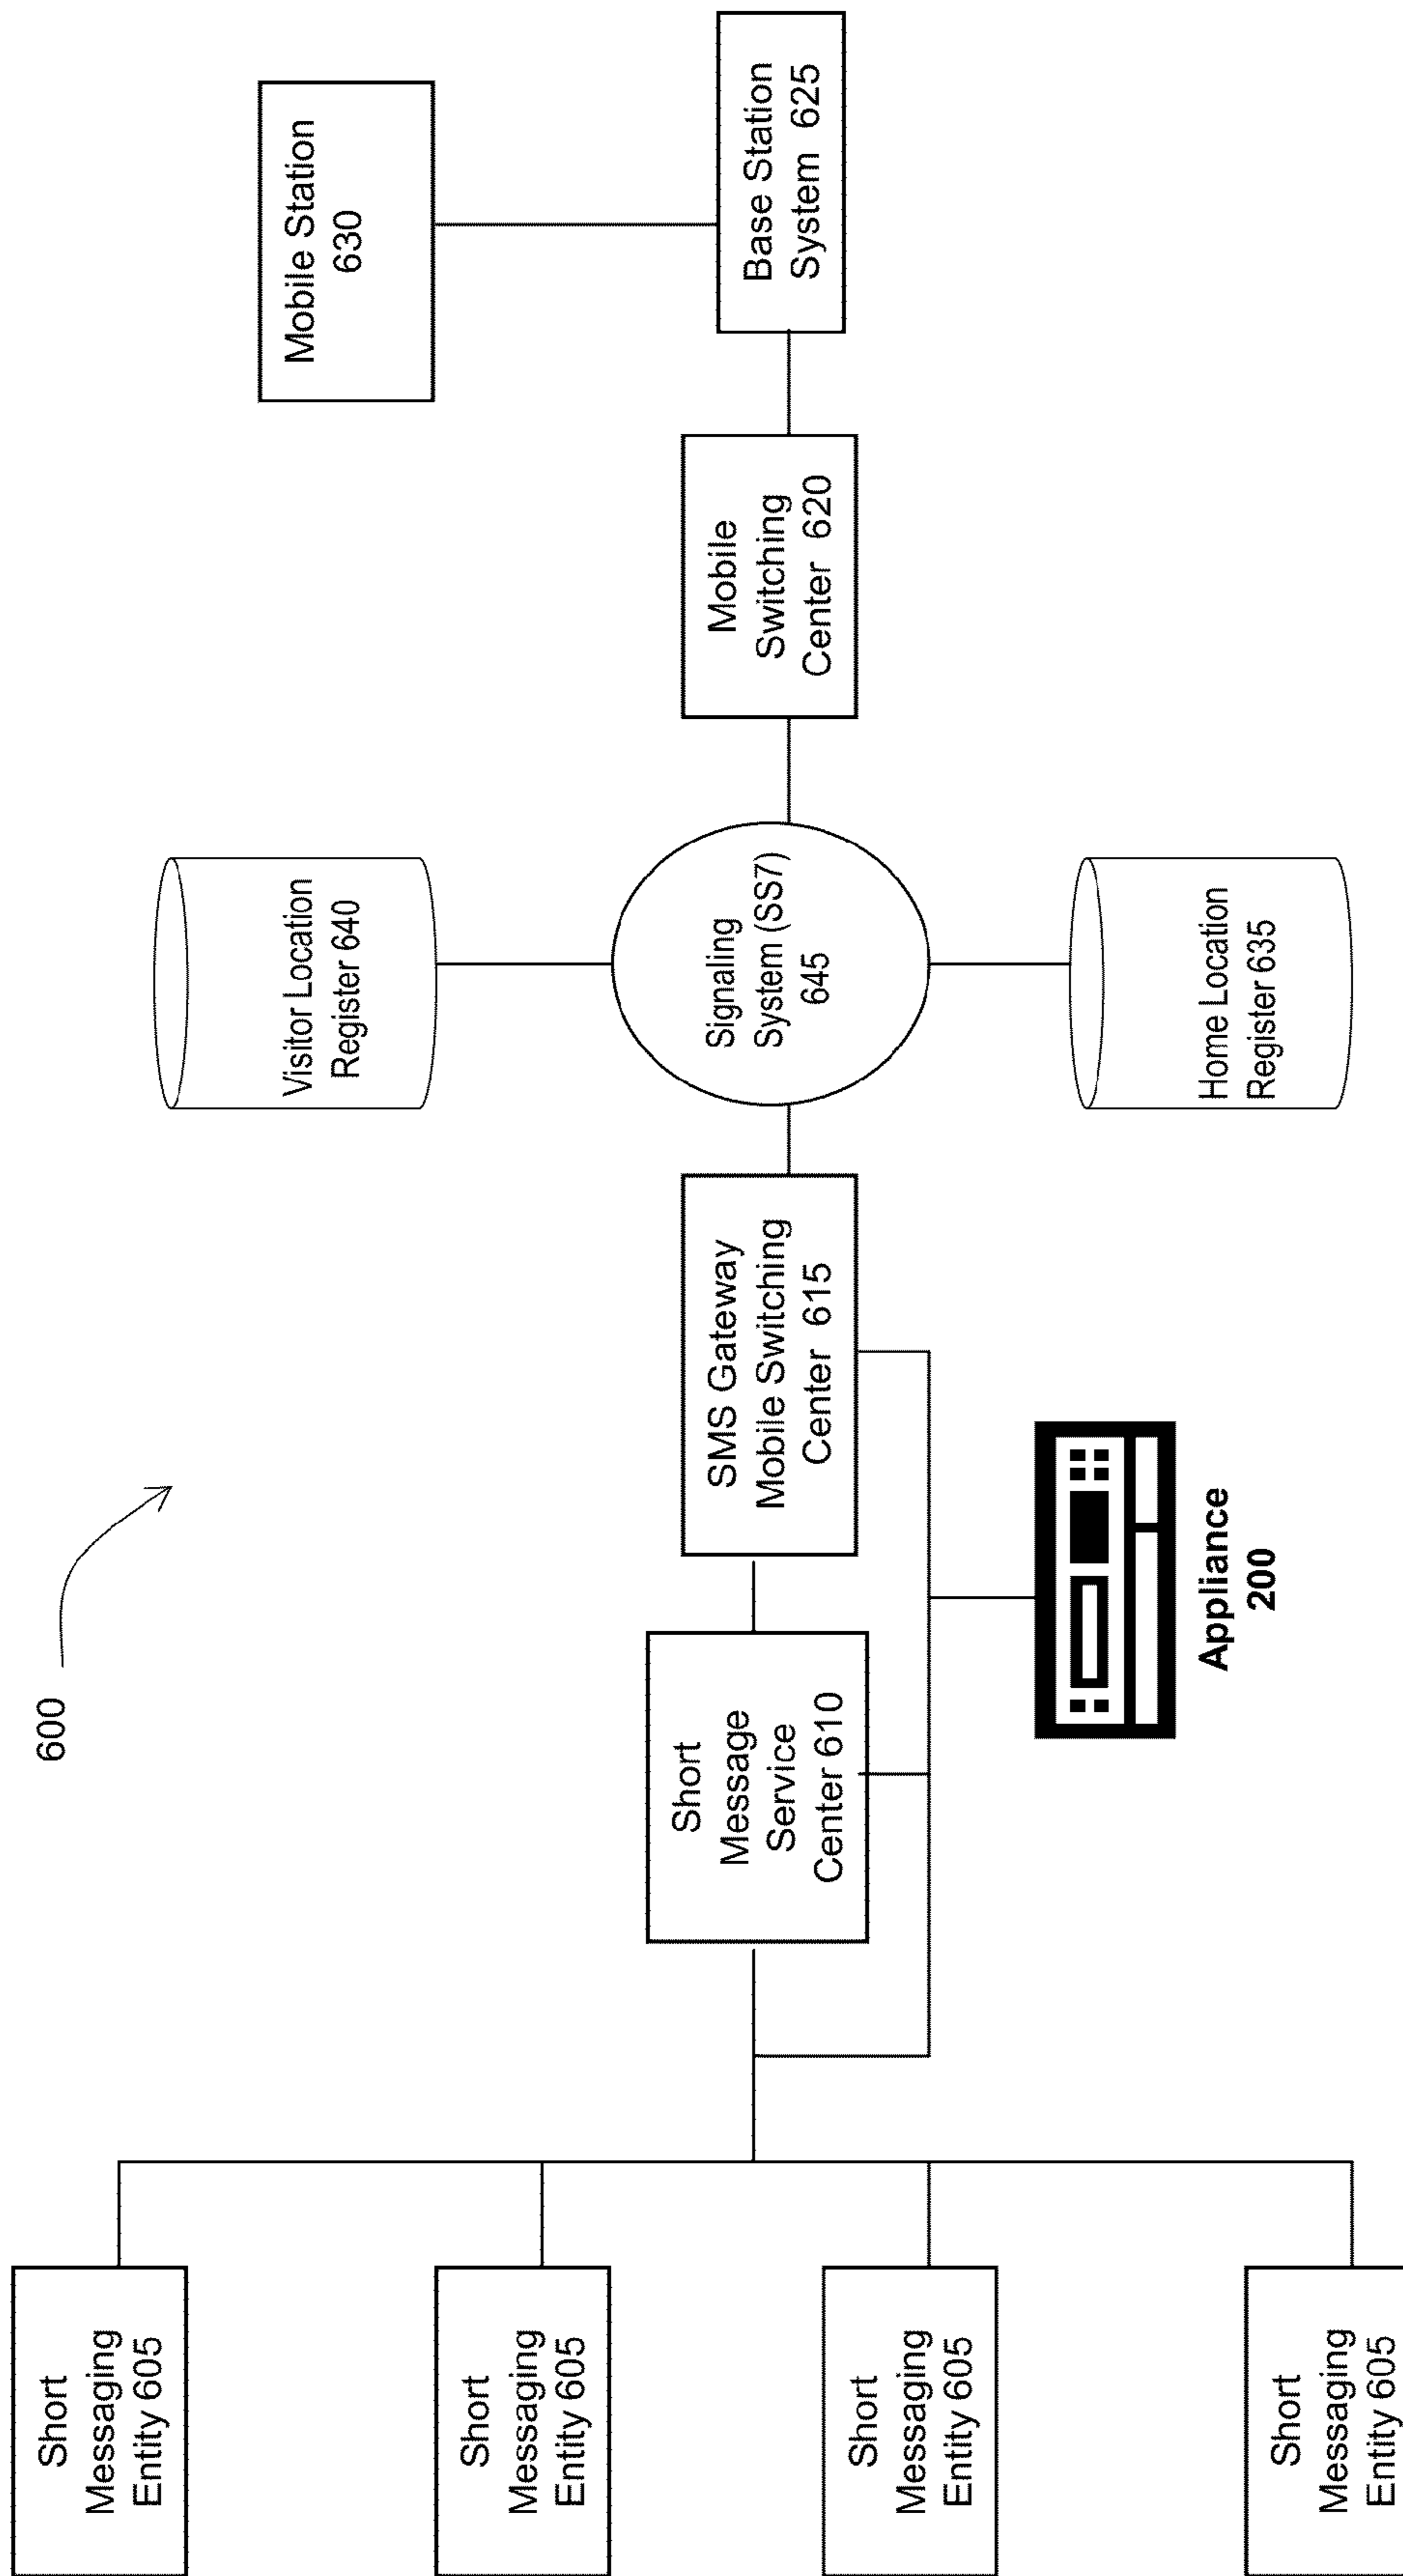 600
Short
Messaging
Entity 605
Short
Messaging
Entity 605
Short
Messaging
Entity 605
Short
Messaging
Entity 605
Short
Message
Service
Center 610
SMS Gateway
Mobile Switching
Center 615
Appliance
200
Visitor Location
Register 640
Signaling
System (SS7)
645
Home Location
Register 635
Mobile
Switching
Center 620
Mobile Station
630
Base Station
System 625